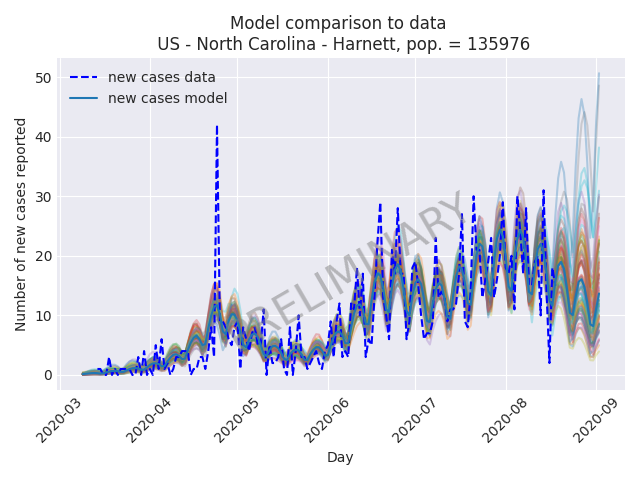 Model comparison to data
US - North Carolina - Harnett, pop. = 135976
new cases data
new cases model
Number of new cases reported
50
40
30
20
10
0
PRELIMINARY
2020-03
2020-04
2020-05
2020-06
2020-07
2020-08
2020-09
Day